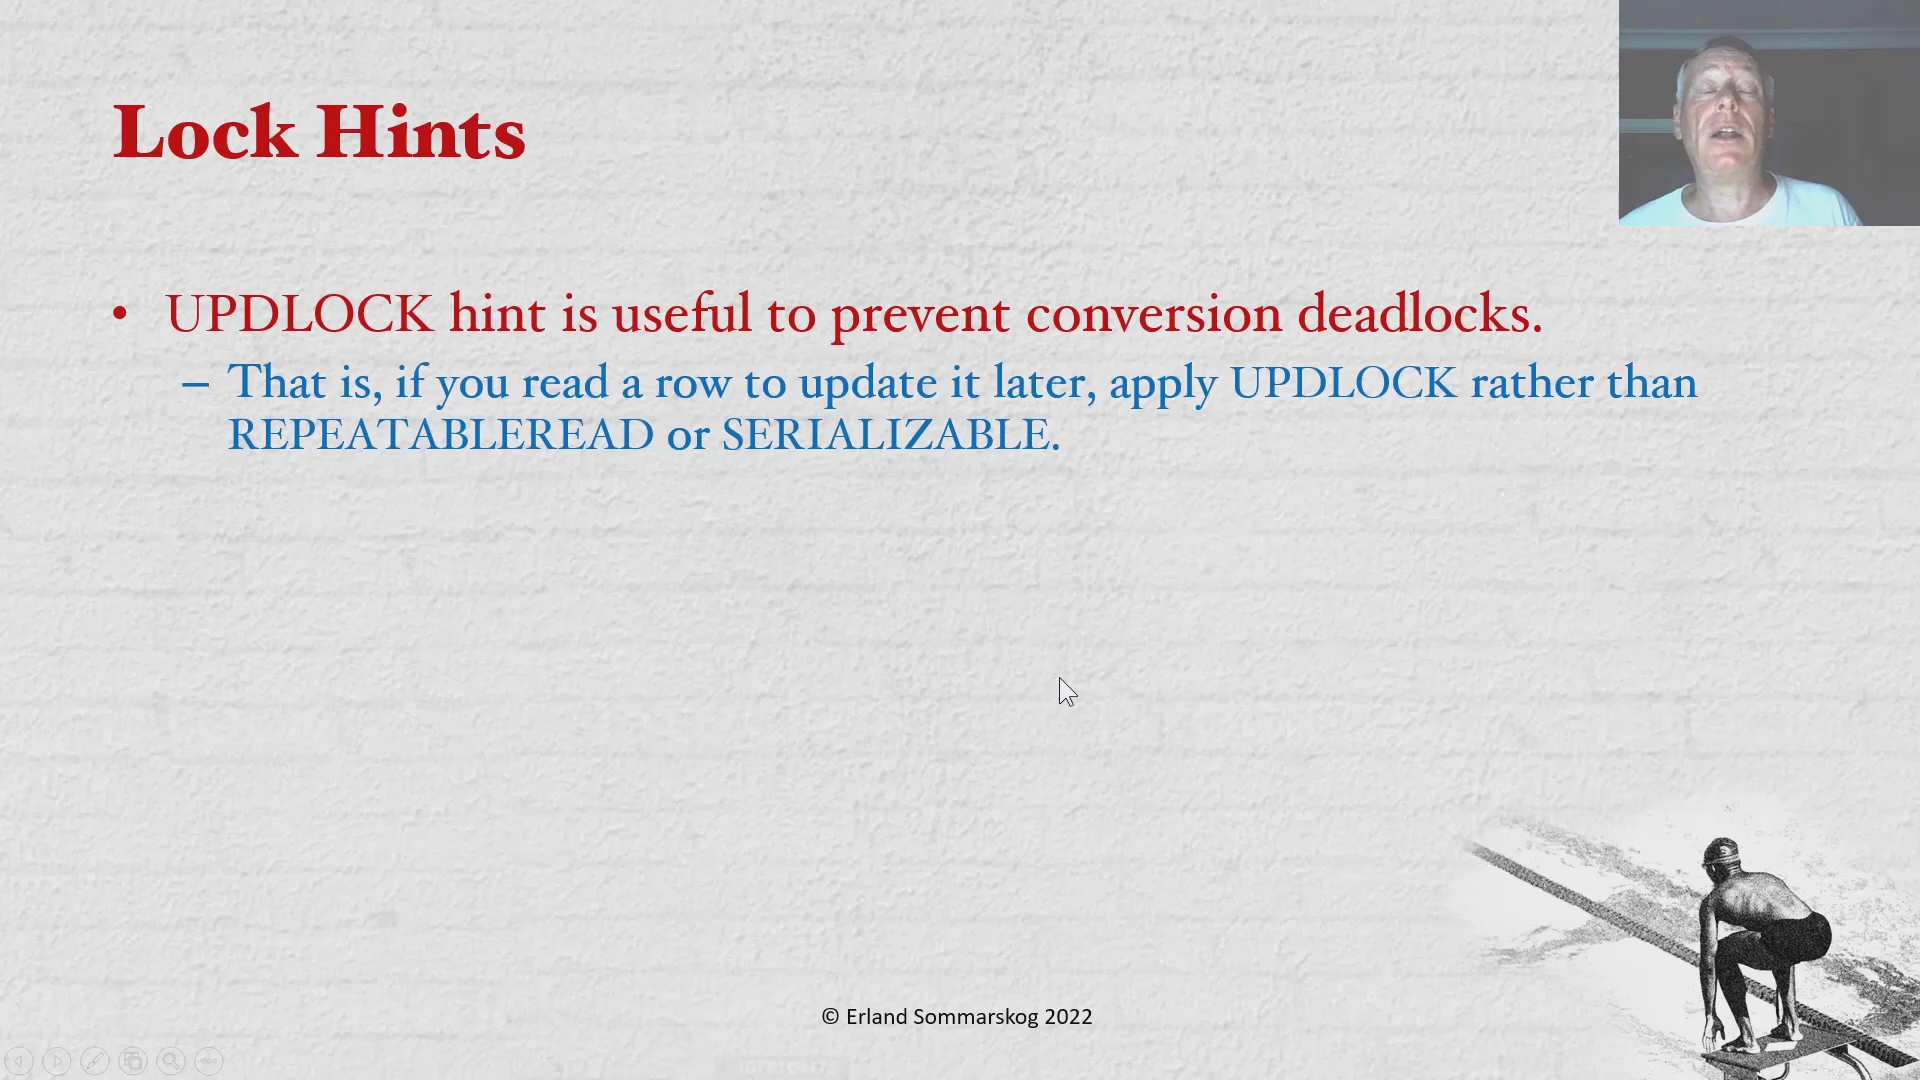 Lock Hints
• UPDLOCK hint is useful to prevent conversion deadlocks.
– That is, if you read a row to update it later, apply UPDLOCK rather than
REPEATABLEREAD or SERIALIZABLE.
© Erland Sommarskog 2022